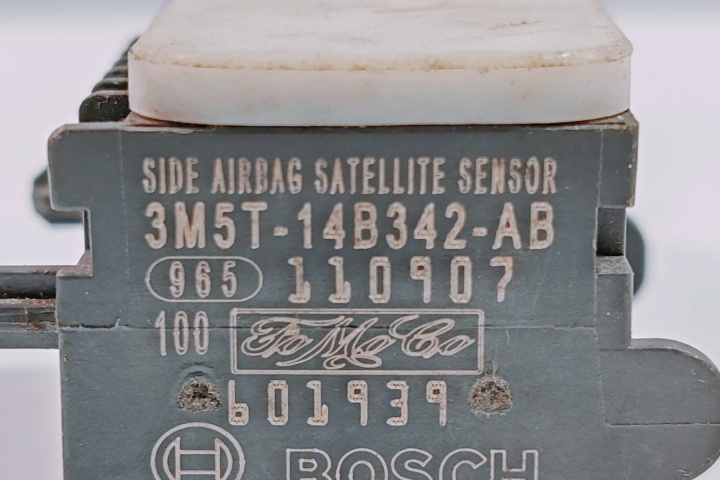 SIDE AIRBAG SATELLITE SENSOR
3M5T-14B342-AB
965 110907
100 FoMoCo
601939
BOSCH